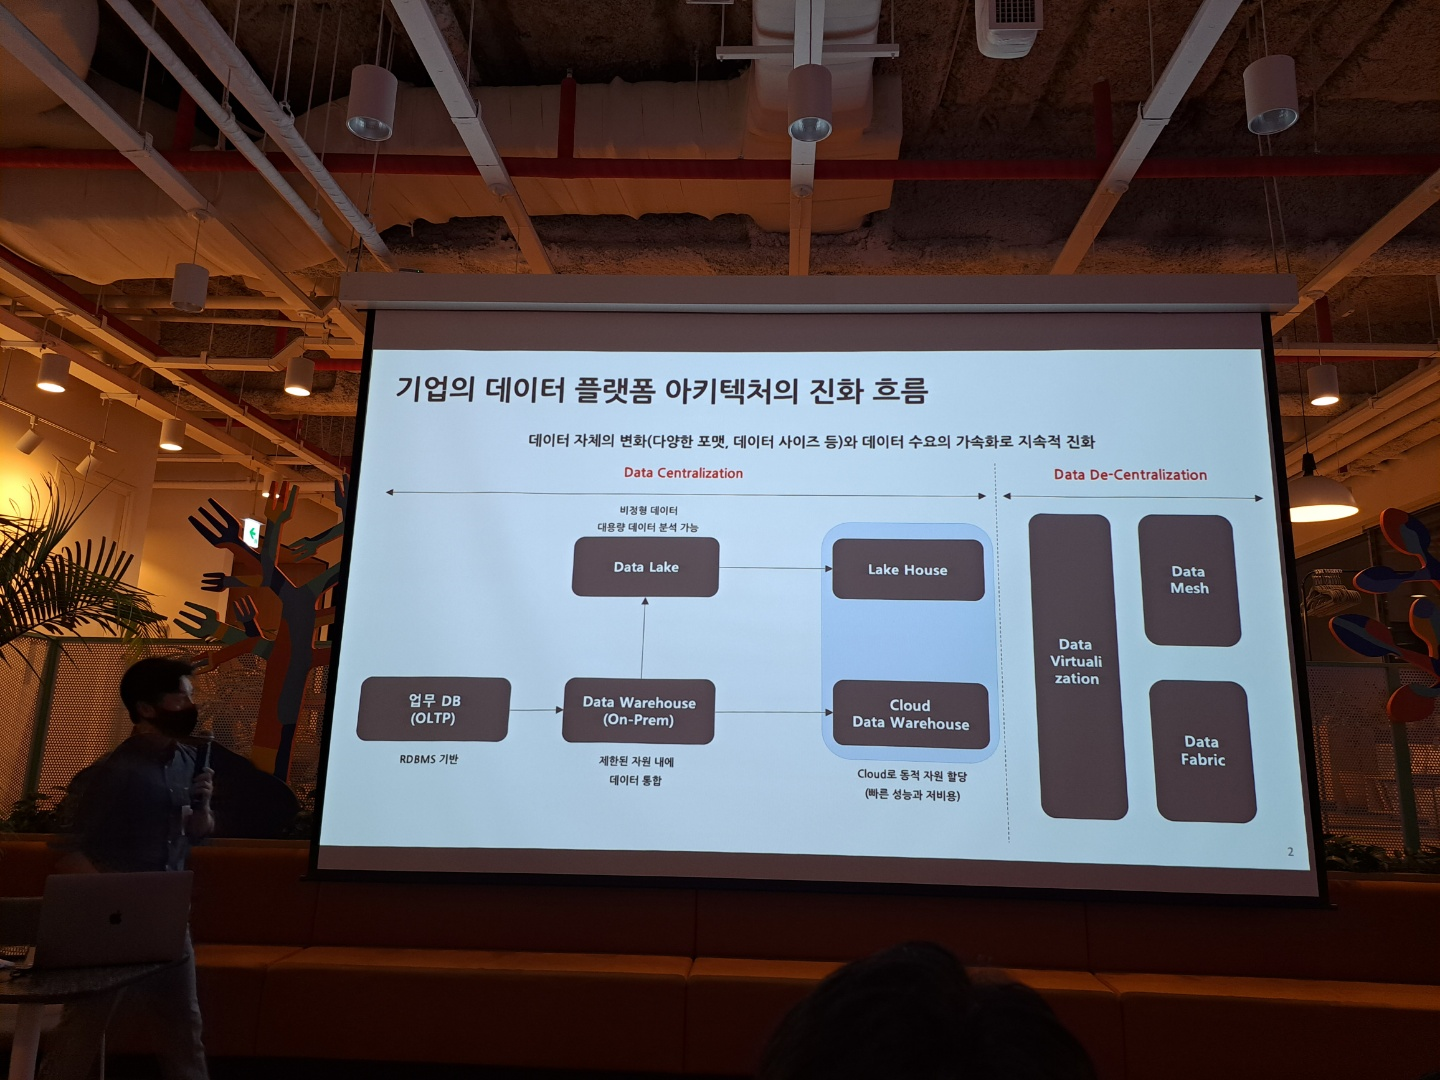 기업의 데이터 플랫폼 아키텍처의 진화 흐름
데이터 자체의 변화(다양한 포맷, 데이터 사이즈 등)와 데이터 수요의 가속화로 지속적 진화
Data Centralization
Data De-Centralization
비정형 데이터
대용량 데이터 분석 가능
Data Lake
Lake House
업무 DB
(OLTP)
RDBMS 기반
Data Warehouse
(On-Prem)
제한된 자원 내에
데이터 통합
Cloud
Data Warehouse
Cloud로 동적 자원 할당
(빠른 성능과 저비용)
Data
Virtuali
zation
Data
Mesh
Data
Fabric
2